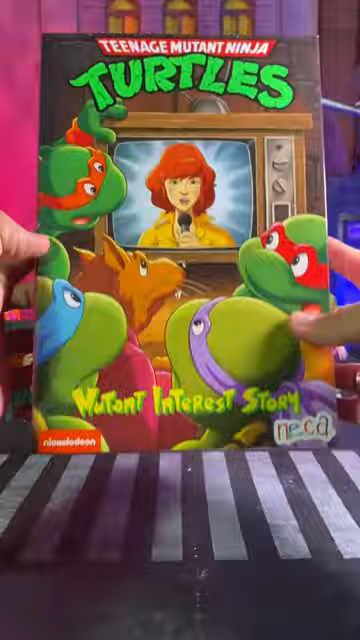 TEENAGE MUTANT NINJA
TURTLES
Mutant Interest Story
neca
nickelodeon